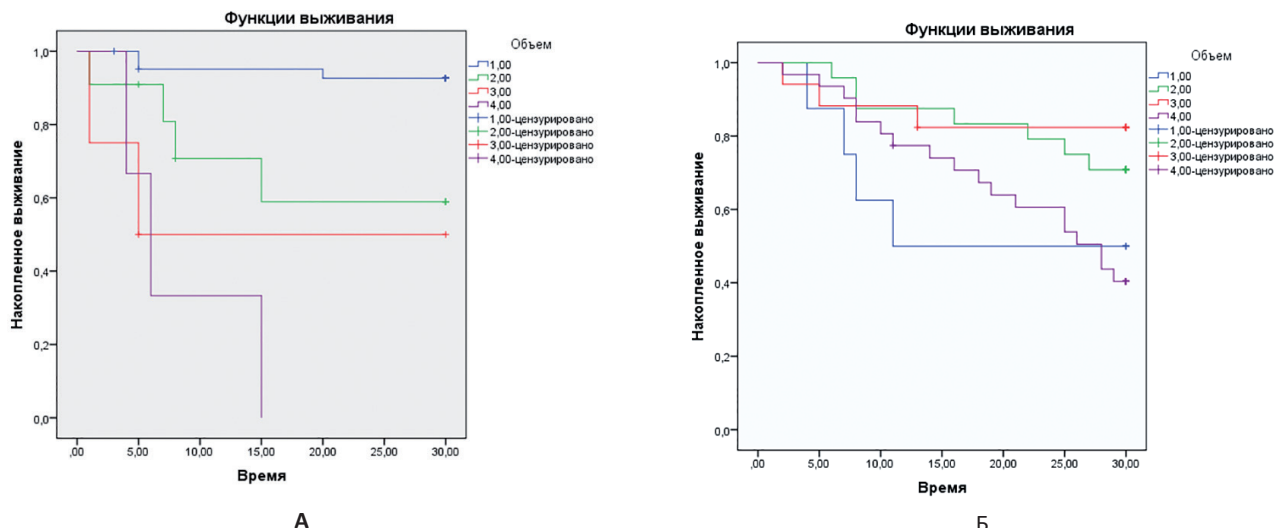 Функции выживания
Объем
1,00
2,00
3,00
4,00
1,00-цензурировано
2,00-цензурировано
3,00-цензурировано
4,00-цензурировано
Накопленное выживание
1,0
0,8
0,6
0,4
0,2
0,0
,00
5,00
10,00
15,00
20,00
25,00
30,00
Время
А
Функции выживания
Объем
1,00
2,00
3,00
4,00
1,00-цензурировано
2,00-цензурировано
3,00-цензурировано
4,00-цензурировано
Накопленное выживание
1,0
0,8
0,6
0,4
0,2
0,0
,00
5,00
10,00
15,00
20,00
25,00
30,00
Время
Б